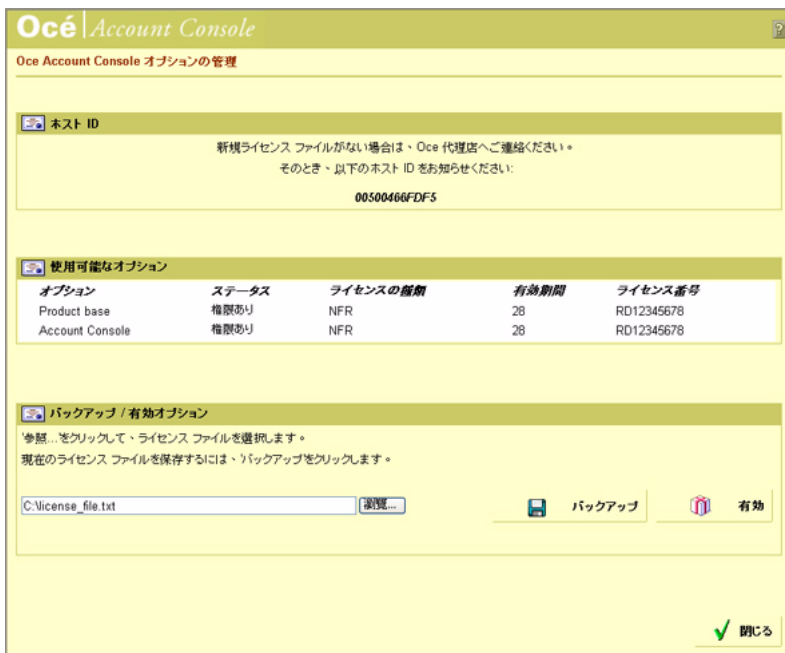 Océ Account Console
?
Oce Account Console オプションの管理
ホスト ID
新規ライセンス ファイルがない場合は、Oce 代理店へご連絡ください。
そのとき、以下のホスト ID をお知らせください:
00500466FDF5
使用可能なオプション
オプション ステータス ライセンスの種類 有効期間 ライセンス番号
Product base 権限あり NFR 28 RD12345678
Account Console 権限あり NFR 28 RD12345678
バックアップ / 有効オプション
'参照...'をクリックして、ライセンス ファイルを選択します。
現在のライセンス ファイルを保存するには、'バックアップ'をクリックします。
C:\license_file.txt 瀏覽... バックアップ 有効
閉じる